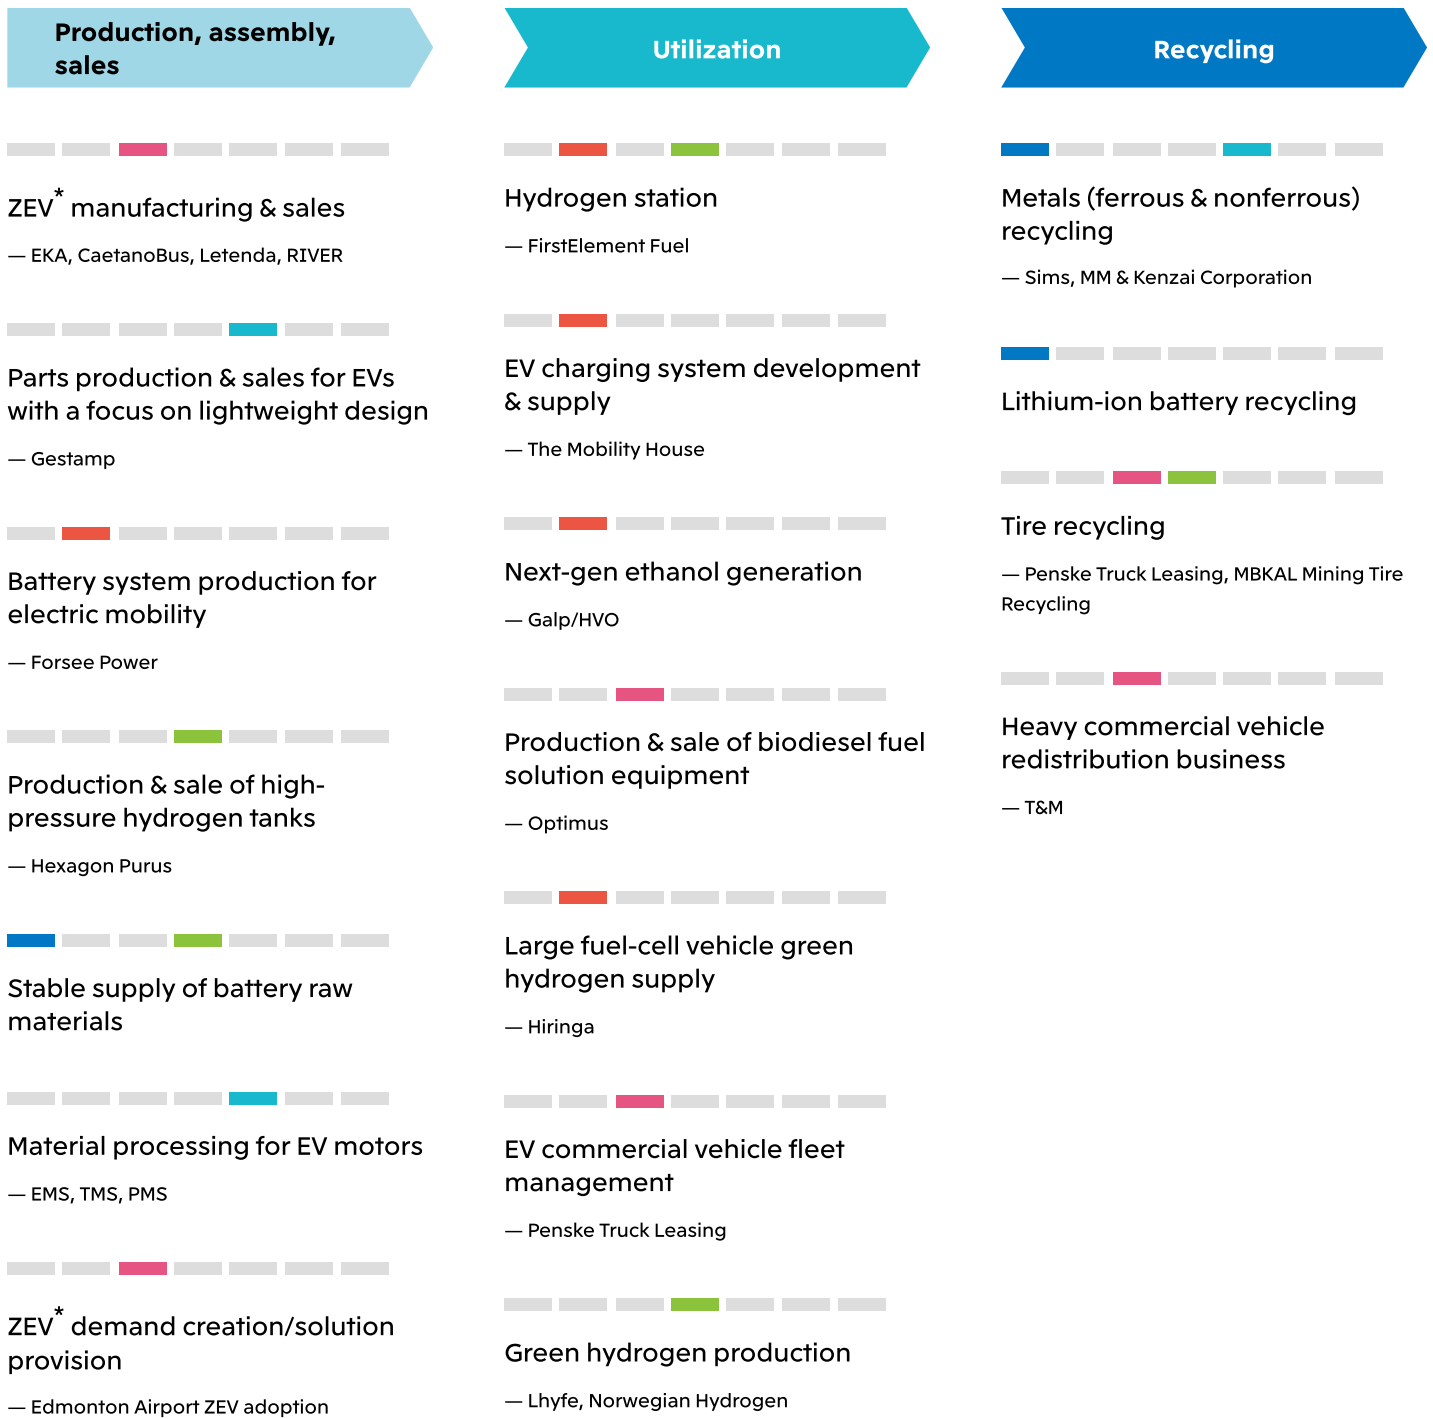 Production, assembly,
sales
ZEV* manufacturing & sales
— EKA, CaetanoBus, Letenda, RIVER
Parts production & sales for EVs
with a focus on lightweight design
— Gestamp
Battery system production for
electric mobility
— Forsee Power
Production & sale of high-
pressure hydrogen tanks
— Hexagon Purus
Stable supply of battery raw
materials
Material processing for EV motors
— EMS, TMS, PMS
ZEV* demand creation/solution
provision
— Edmonton Airport ZEV adoption
Utilization
Hydrogen station
— FirstElement Fuel
EV charging system development
& supply
— The Mobility House
Next-gen ethanol generation
— Galp/HVO
Production & sale of biodiesel fuel
solution equipment
— Optimus
Large fuel-cell vehicle green
hydrogen supply
— Hiringa
EV commercial vehicle fleet
management
— Penske Truck Leasing
Green hydrogen production
— Lhyfe, Norwegian Hydrogen
Recycling
Metals (ferrous & nonferrous)
recycling
— Sims, MM & Kenzai Corporation
Lithium-ion battery recycling
Tire recycling
— Penske Truck Leasing, MBKAL Mining Tire
Recycling
Heavy commercial vehicle
redistribution business
— T&M